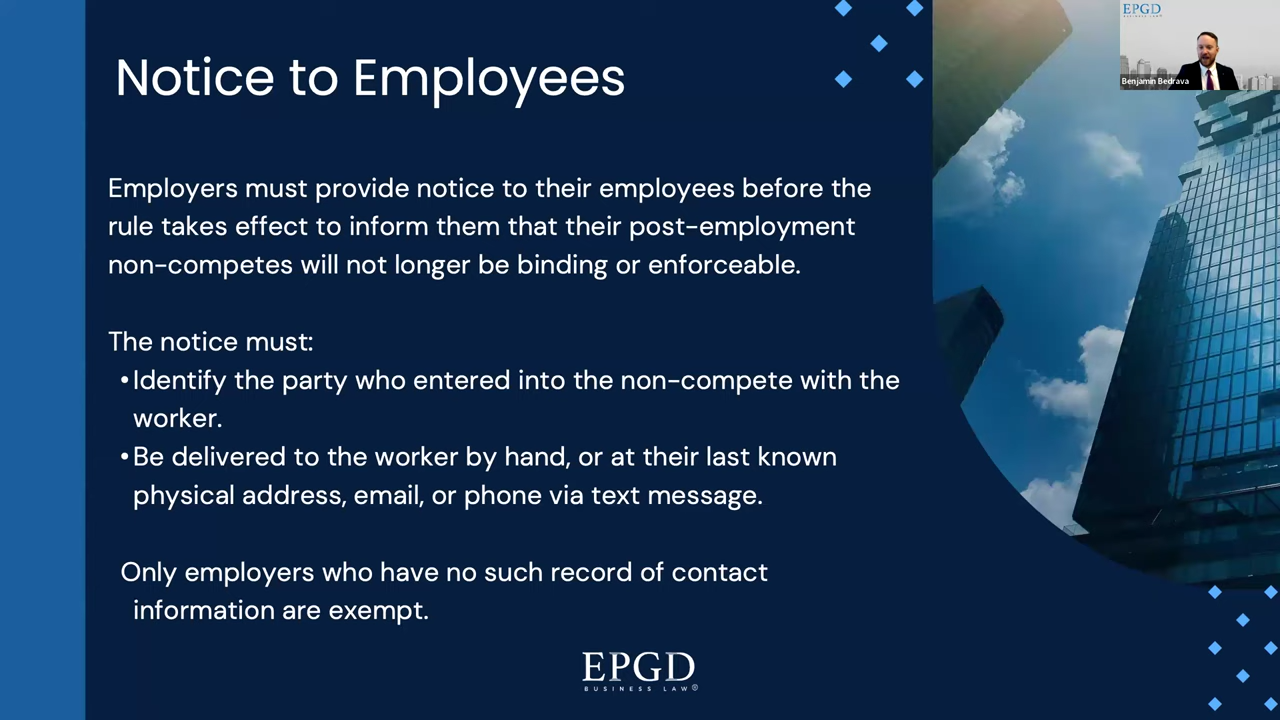 EPGD
BUSINESS LAW
Benjamin Bedrava
Notice to Employees
Employers must provide notice to their employees before the
rule takes effect to inform them that their post-employment
non-competes will not longer be binding or enforceable.
The notice must:
•Identify the party who entered into the non-compete with the
worker.
•Be delivered to the worker by hand, or at their last known
physical address, email, or phone via text message.
Only employers who have no such record of contact
information are exempt.
EPGD
BUSINESS LAW®